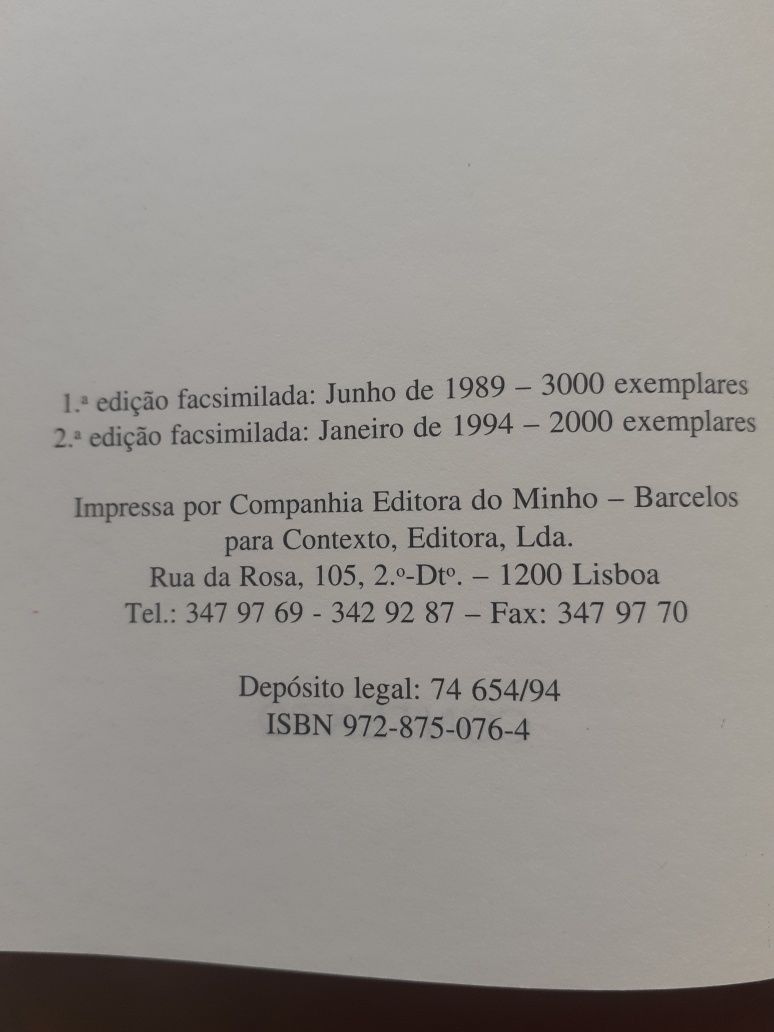 1.ª edição facsimilada: Junho de 1989 – 3000 exemplares
2.ª edição facsimilada: Janeiro de 1994 – 2000 exemplares
Impressa por Companhia Editora do Minho – Barcelos
para Contexto, Editora, Lda.
Rua da Rosa, 105, 2.º-Dtº. – 1200 Lisboa
Tel.: 347 97 69 - 342 92 87 – Fax: 347 97 70
Depósito legal: 74 654/94
ISBN 972-875-076-4